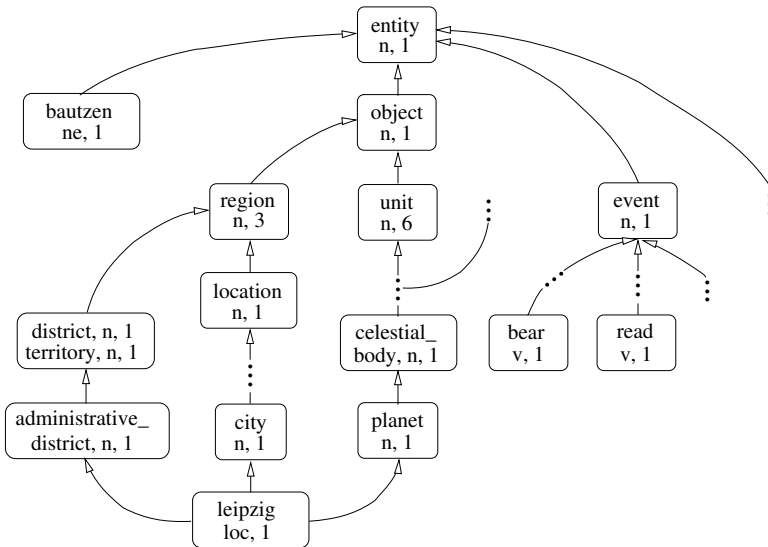 entity
n, 1
bautzen
ne, 1
object
n, 1
region
n, 3
unit
n, 6
event
n, 1
location
n, 1
district, n, 1
territory, n, 1
celestial_
body, n, 1
bear
v, 1
read
v, 1
administrative_
district, n, 1
city
n, 1
planet
n, 1
leipzig
loc, 1